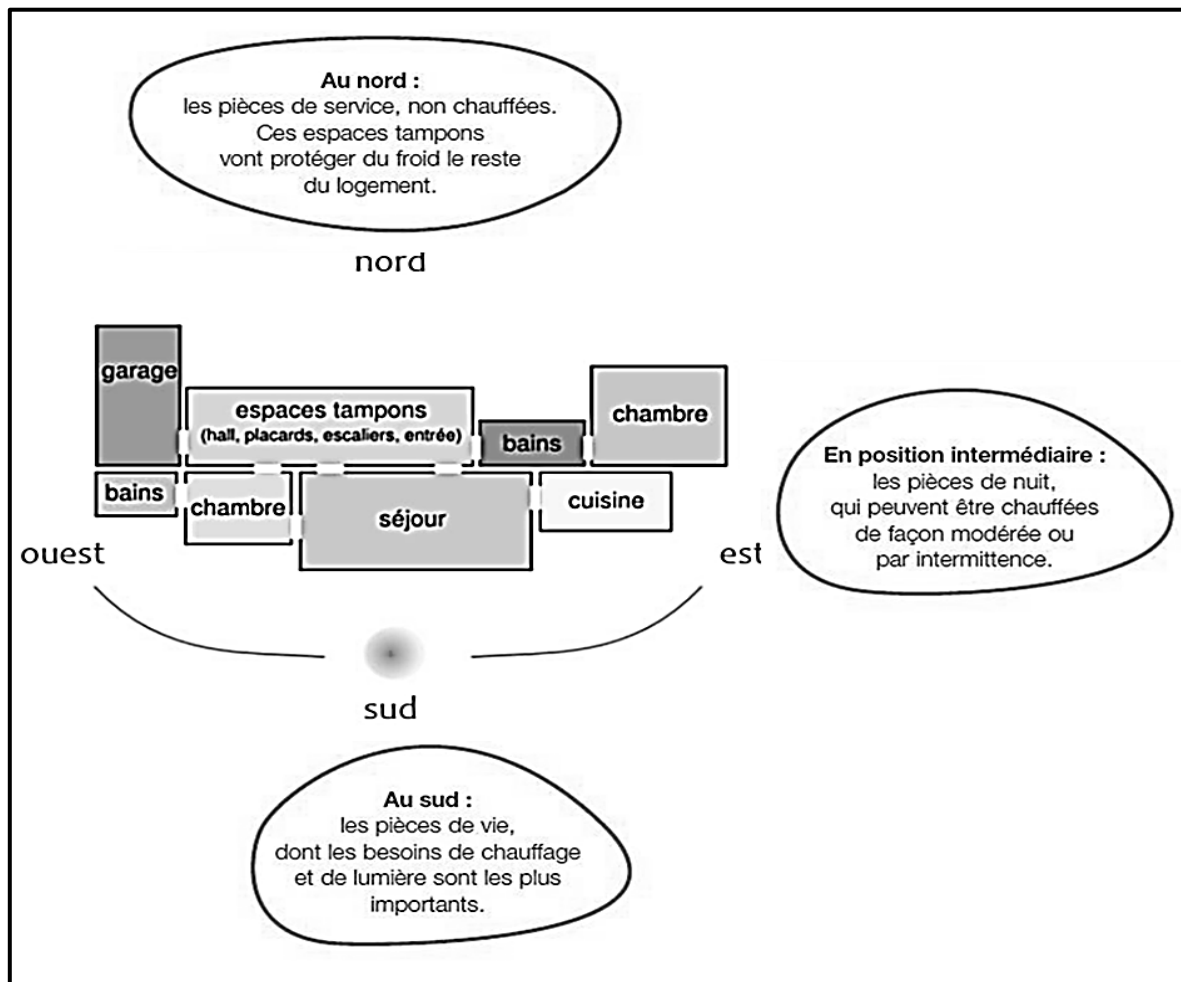 Au nord :
les pièces de service, non chauffées.
Ces espaces tampons
vont protéger du froid le reste
du logement.
nord
garage
espaces tampons
(hall, placards, escaliers, entrée)
bains
chambre
bains
chambre
séjour
cuisine
ouest
est
En position intermédiaire :
les pièces de nuit,
qui peuvent être chauffées
de façon modérée ou
par intermittence.
sud
Au sud :
les pièces de vie,
dont les besoins de chauffage
et de lumière sont les plus
importants.